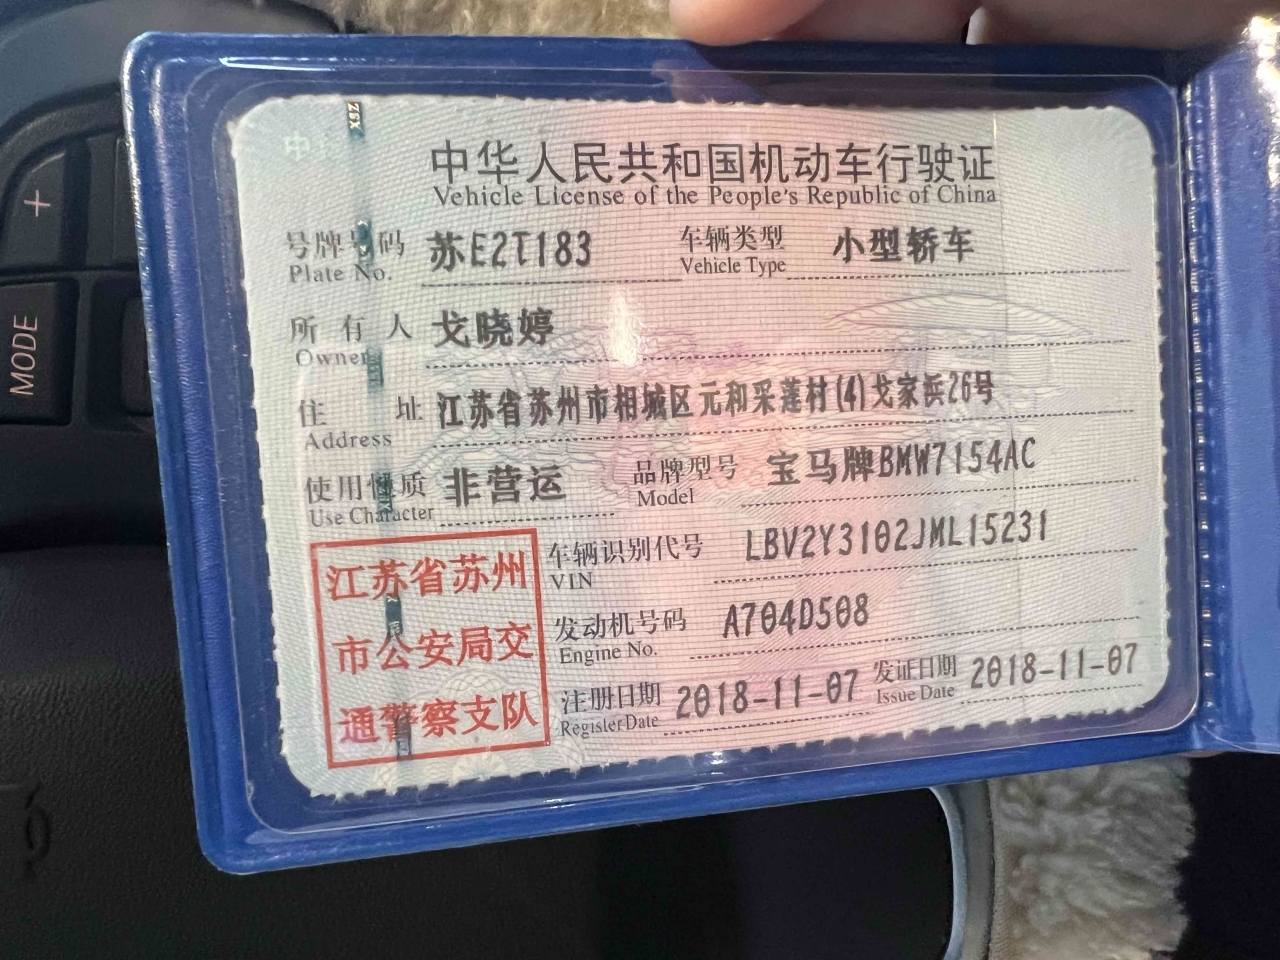 中华人民共和国机动车行驶证
Vehicle License of the People's Republic of China
号牌号码 苏E2T183 车辆类型 小型轿车
Plate No. Vehicle Type
所有人 戈晓婷
Owner
住址 江苏省苏州市相城区元和采莲村(4)戈家浜26号
Address
使用性质 非营运 品牌型号 宝马牌BMW7154AC
Use Character Model
车辆识别代号 LBV2Y3102JML15231
VIN
发动机号码 A704D508
Engine No.
注册日期 2018-11-07 发证日期 2018-11-07
Register Date Issue Date
江苏省苏州
市公安局交
通警察支队
+
MODE